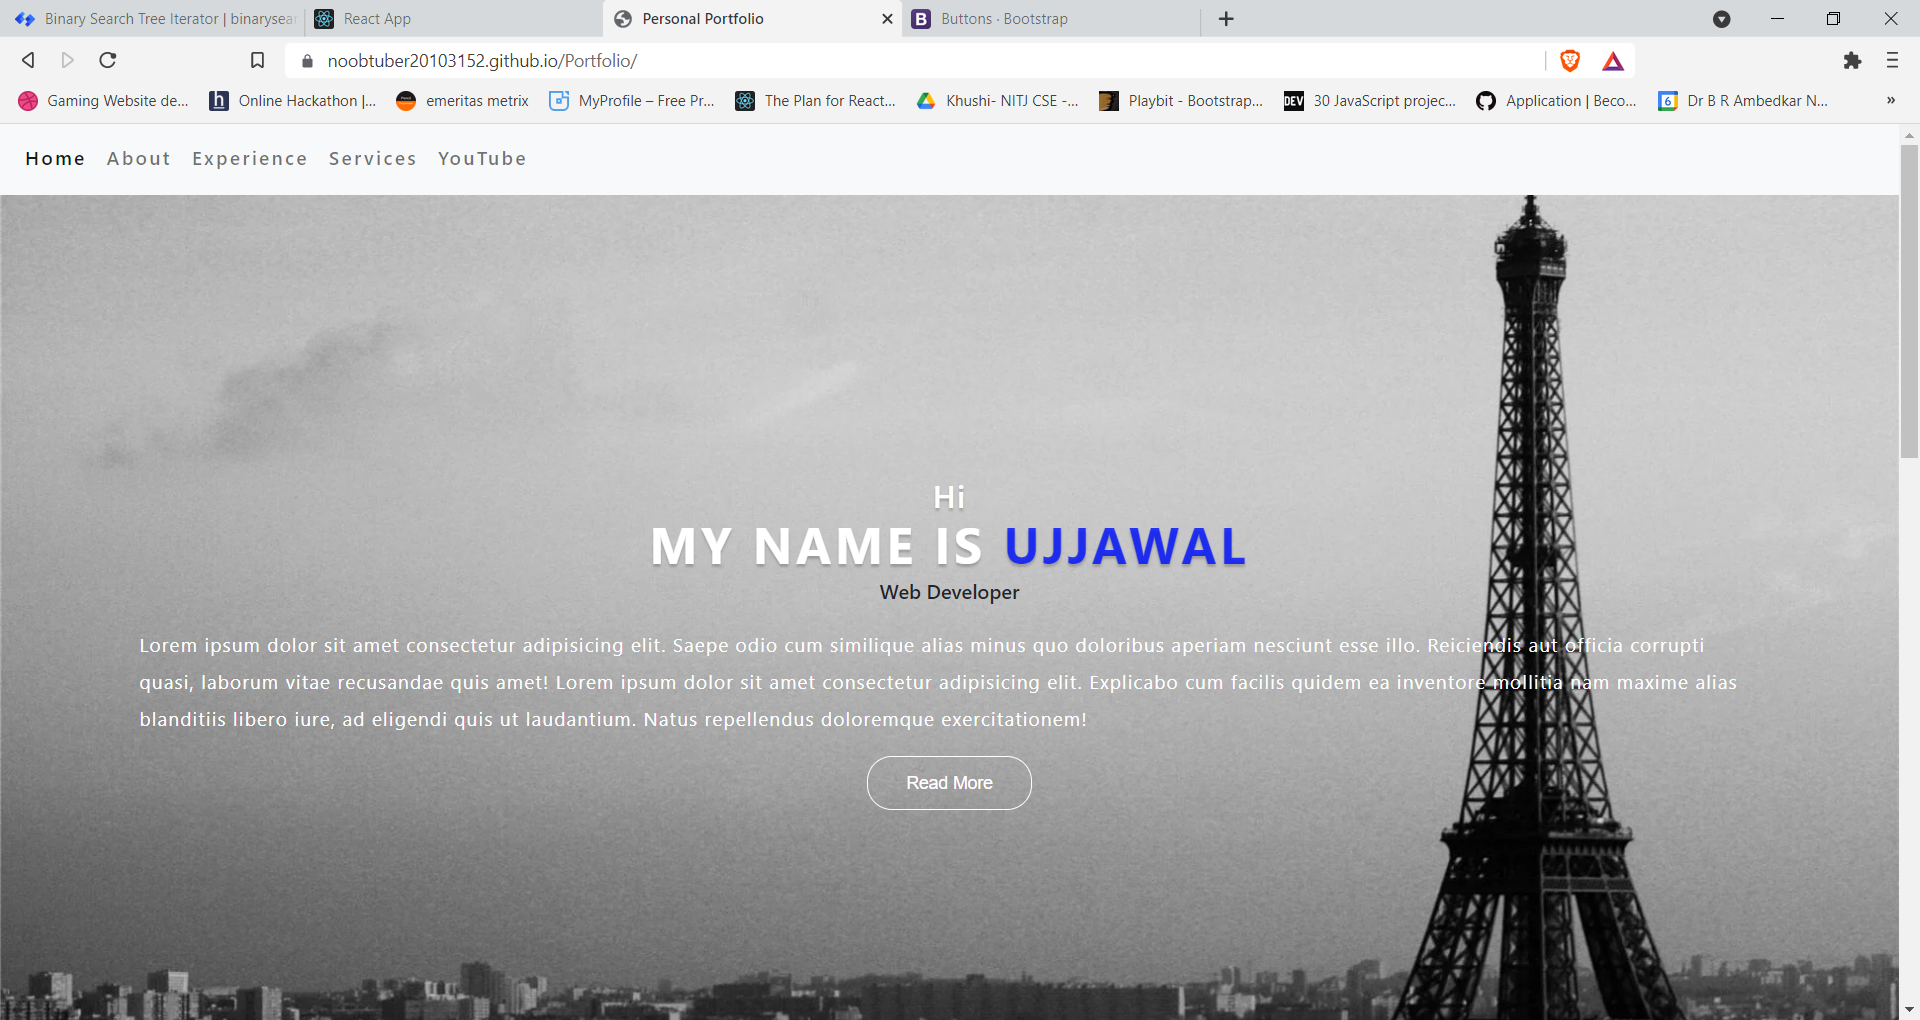 Binary Search Tree Iterator | binarysear
React App
Personal Portfolio
Buttons · Bootstrap
noobtuber20103152.github.io/Portfolio/
Gaming Website de...
Online Hackathon |...
emeritas metrix
MyProfile – Free Pr...
The Plan for React...
Khushi- NITJ CSE -...
Playbit - Bootstrap...
DEV
30 JavaScript projec...
Application | Beco...
6
Dr B R Ambedkar N...
»
Home About Experience Services YouTube
Hi
MY NAME IS UJJAWAL
Web Developer
Lorem ipsum dolor sit amet consectetur adipisicing elit. Saepe odio cum similique alias minus quo doloribus aperiam nesciunt esse illo. Reiciendis aut officia corrupti
quasi, laborum vitae recusandae quis amet! Lorem ipsum dolor sit amet consectetur adipisicing elit. Explicabo cum facilis quidem ea inventore mollitia nam maxime alias
blanditiis libero iure, ad eligendi quis ut laudantium. Natus repellendus doloremque exercitationem!
Read More